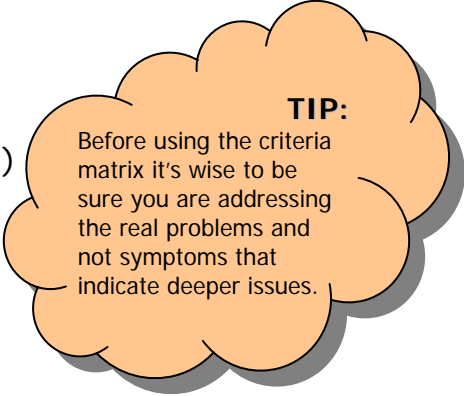 TIP:
Before using the criteria
)
matrix it's wise to be
sure you are addressing
the real problems and
not symptoms that
indicate deeper issues.